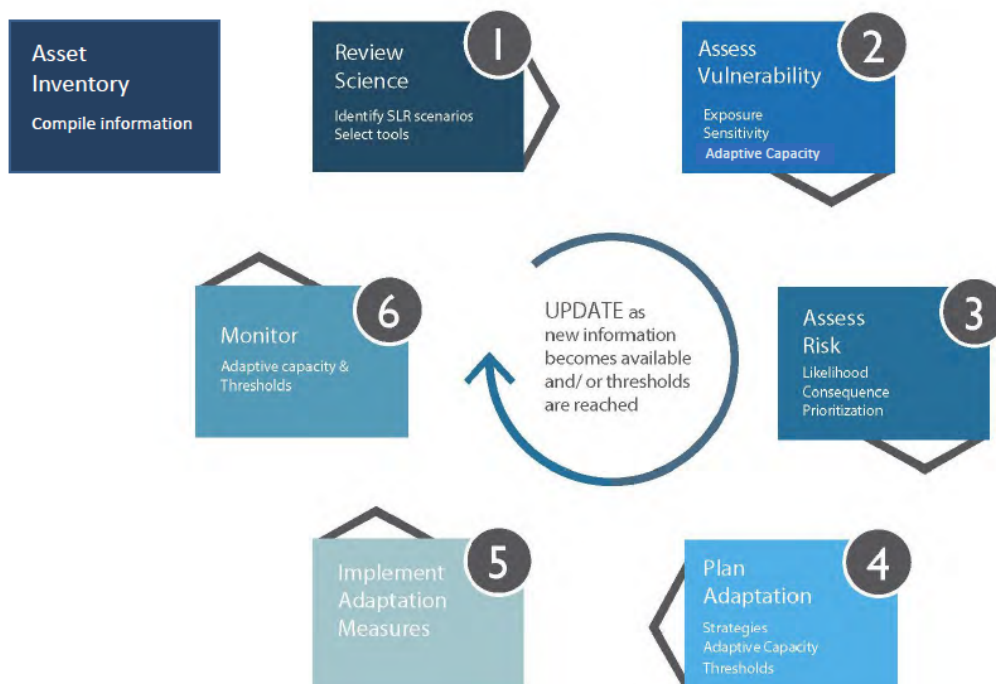 Asset
Inventory
Compile information
1
Review
Science
Identify SLR scenarios
Select tools
2
Assess
Vulnerability
Exposure
Sensitivity
Adaptive Capacity
3
Assess
Risk
Likelihood
Consequence
Prioritization
4
Plan
Adaptation
Strategies
Adaptive Capacity
Thresholds
5
Implement
Adaptation
Measures
6
Monitor
Adaptive capacity &
Thresholds
UPDATE as
new information
becomes available
and/ or thresholds
are reached